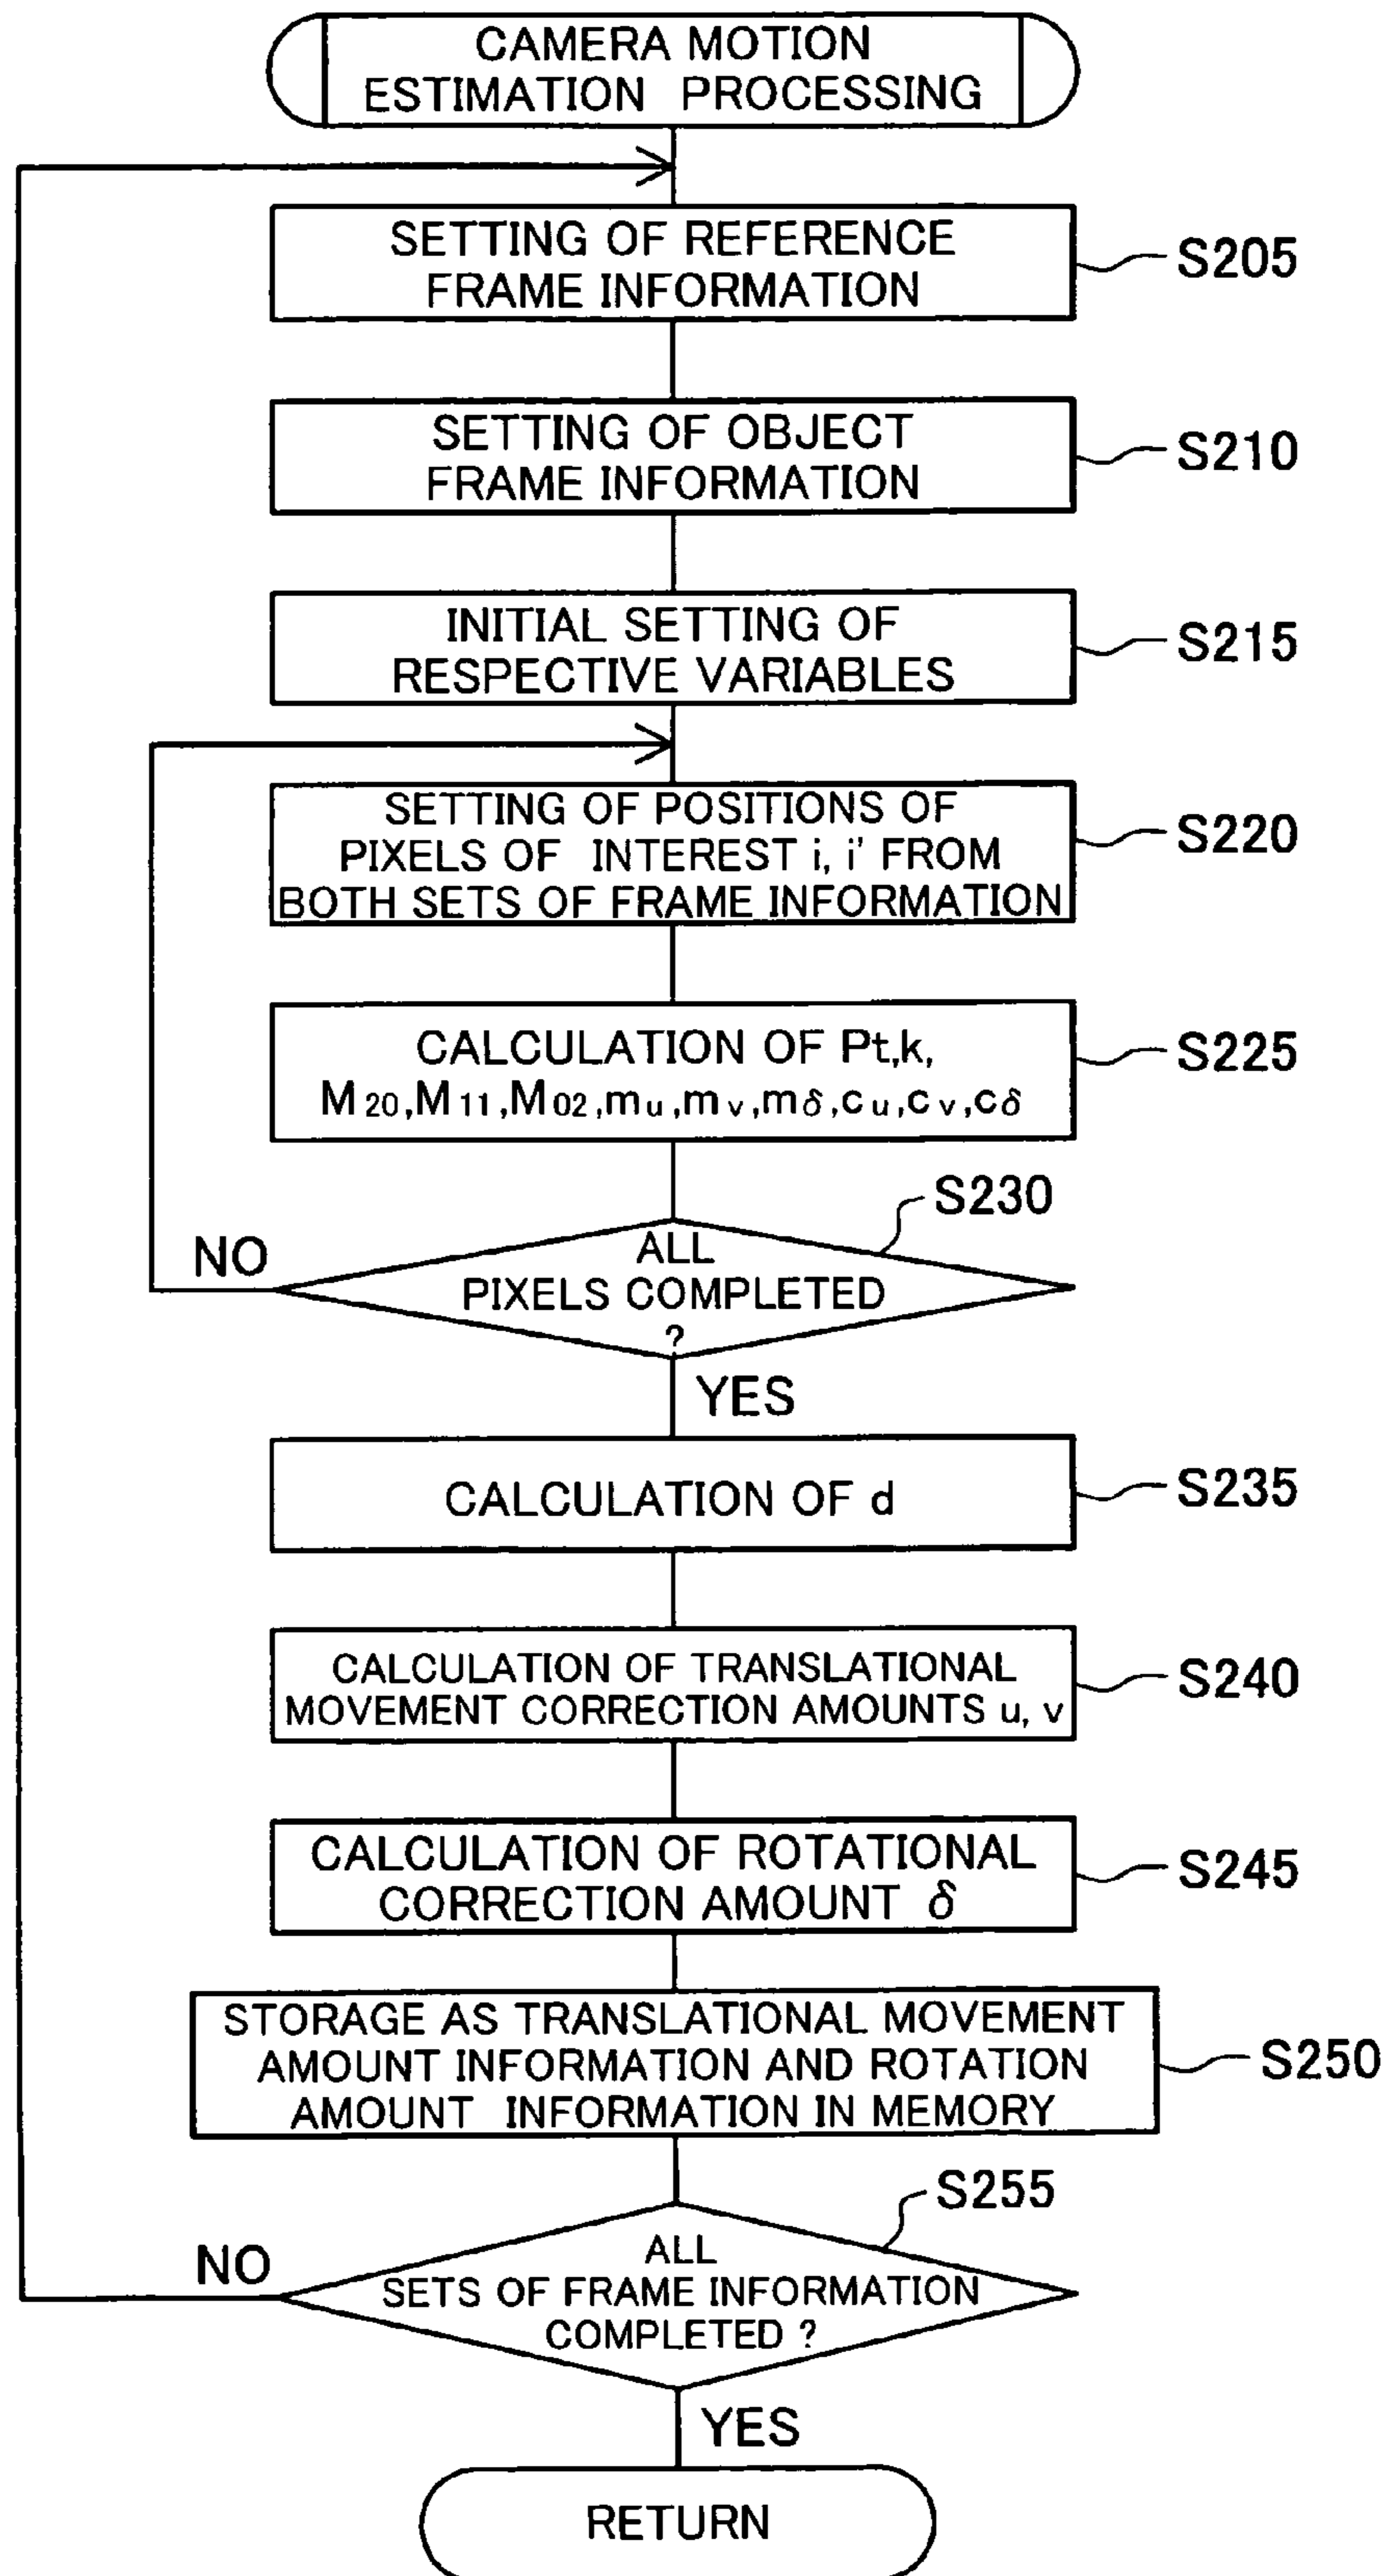 CAMERA MOTION
ESTIMATION PROCESSING
SETTING OF REFERENCE
FRAME INFORMATION
S205
SETTING OF OBJECT
FRAME INFORMATION
S210
INITIAL SETTING OF
RESPECTIVE VARIABLES
S215
SETTING OF POSITIONS OF
PIXELS OF INTEREST i, i' FROM
BOTH SETS OF FRAME INFORMATION
S220
CALCULATION OF Pt,k,
M20,M11,M02,mu,mv,mδ,cu,cv,cδ
S225
S230
ALL
PIXELS COMPLETED
?
NO
YES
CALCULATION OF d
S235
CALCULATION OF TRANSLATIONAL
MOVEMENT CORRECTION AMOUNTS u, v
S240
CALCULATION OF ROTATIONAL
CORRECTION AMOUNT δ
S245
STORAGE AS TRANSLATIONAL MOVEMENT
AMOUNT INFORMATION AND ROTATION
AMOUNT INFORMATION IN MEMORY
S250
S255
ALL
SETS OF FRAME INFORMATION
COMPLETED ?
NO
YES
RETURN